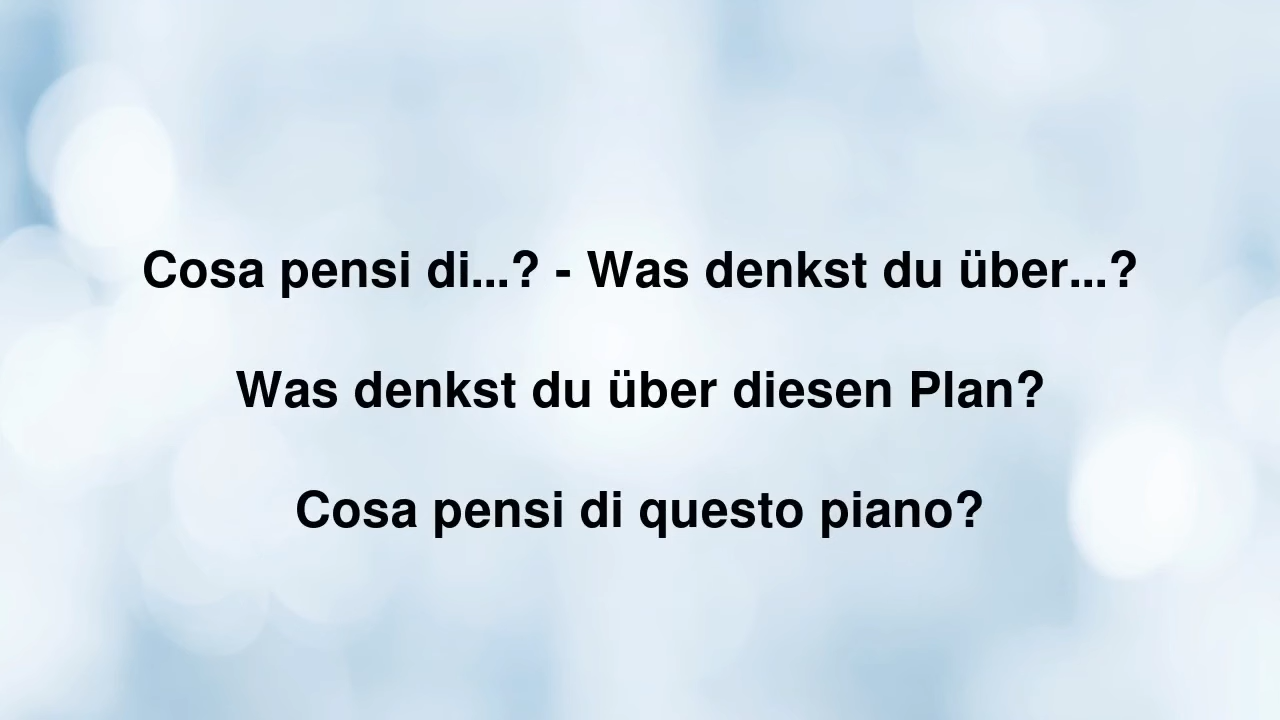 Cosa pensi di...? - Was denkst du über...?
Was denkst du über diesen Plan?
Cosa pensi di questo piano?